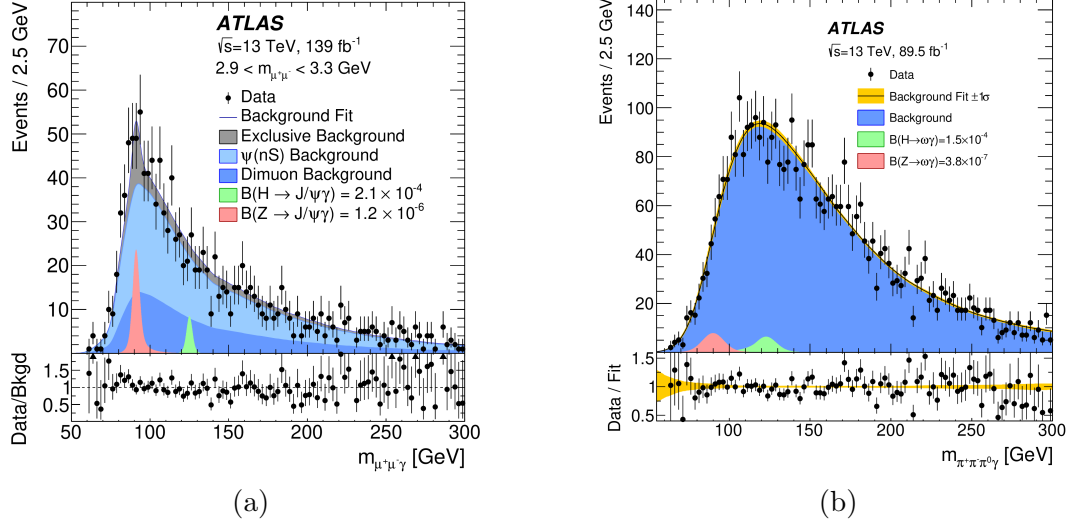 ATLAS
√s=13 TeV, 139 fb⁻¹
2.9 < m_μ⁺μ⁻ < 3.3 GeV
Data
Background Fit
Exclusive Background
ψ(nS) Background
Dimuon Background
B(H → J/ψγ) = 2.1 × 10⁻⁴
B(Z → J/ψγ) = 1.2 × 10⁻⁶
Events / 2.5 GeV
70
60
50
40
30
20
10
Data/Bkgd
1.5
1
0.5
50 100 150 200 250 300
m_μ⁺μ⁻γ [GeV]
(a)
ATLAS
√s=13 TeV, 89.5 fb⁻¹
Data
Background Fit ±1σ
Background
B(H→ωγ)=1.5×10⁻⁴
B(Z→ωγ)=3.8×10⁻⁷
Events / 2.5 GeV
140
120
100
80
60
40
20
Data / Fit
1.5
1
0.5
100 150 200 250 300
m_π⁺π⁻π⁰γ [GeV]
(b)